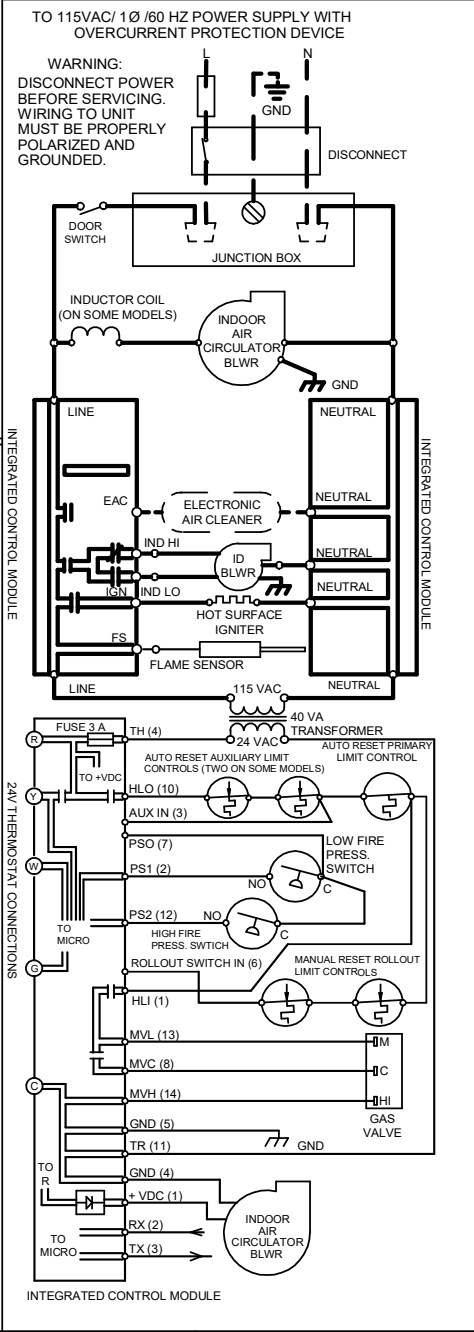 TO 115VAC/ 1Ø /60 HZ POWER SUPPLY WITH
OVERCURRENT PROTECTION DEVICE
WARNING:
DISCONNECT POWER
BEFORE SERVICING.
WIRING TO UNIT
MUST BE PROPERLY
POLARIZED AND
GROUNDED.
L
N
GND
DISCONNECT
DOOR
SWITCH
JUNCTION BOX
INDUCTOR COIL
(ON SOME MODELS)
INDOOR
AIR
CIRCULATOR
BLWR
GND
LINE
NEUTRAL
INTEGRATED CONTROL MODULE
INTEGRATED CONTROL MODULE
EAC
ELECTRONIC
AIR CLEANER
NEUTRAL
IND HI
ID
BLWR
NEUTRAL
IGN
IND LO
NEUTRAL
HOT SURFACE
IGNITER
FS
FLAME SENSOR
LINE
115 VAC
NEUTRAL
40 VA
TRANSFORMER
24 VAC
R
FUSE 3 A
TH (4)
TO +VDC
AUTO RESET AUXILIARY LIMIT
CONTROLS (TWO ON SOME MODELS)
AUTO RESET PRIMARY
LIMIT CONTROL
24V THERMOSTAT CONNECTIONS
Y
HLO (10)
AUX IN (3)
PSO (7)
LOW FIRE
PRESS.
SWITCH
W
PS1 (2)
NO
C
PS2 (12)
NO
C
TO
MICRO
HIGH FIRE
PRESS. SWTICH
G
ROLLOUT SWITCH IN (6)
MANUAL RESET ROLLOUT
LIMIT CONTROLS
HLI (1)
MVL (13)
M
MVC (8)
C
C
MVH (14)
HI
GAS
VALVE
GND (5)
TR (11)
GND
TO
R
GND (4)
+ VDC (1)
RX (2)
TO
MICRO
TX (3)
INDOOR
AIR
CIRCULATOR
BLWR
INTEGRATED CONTROL MODULE